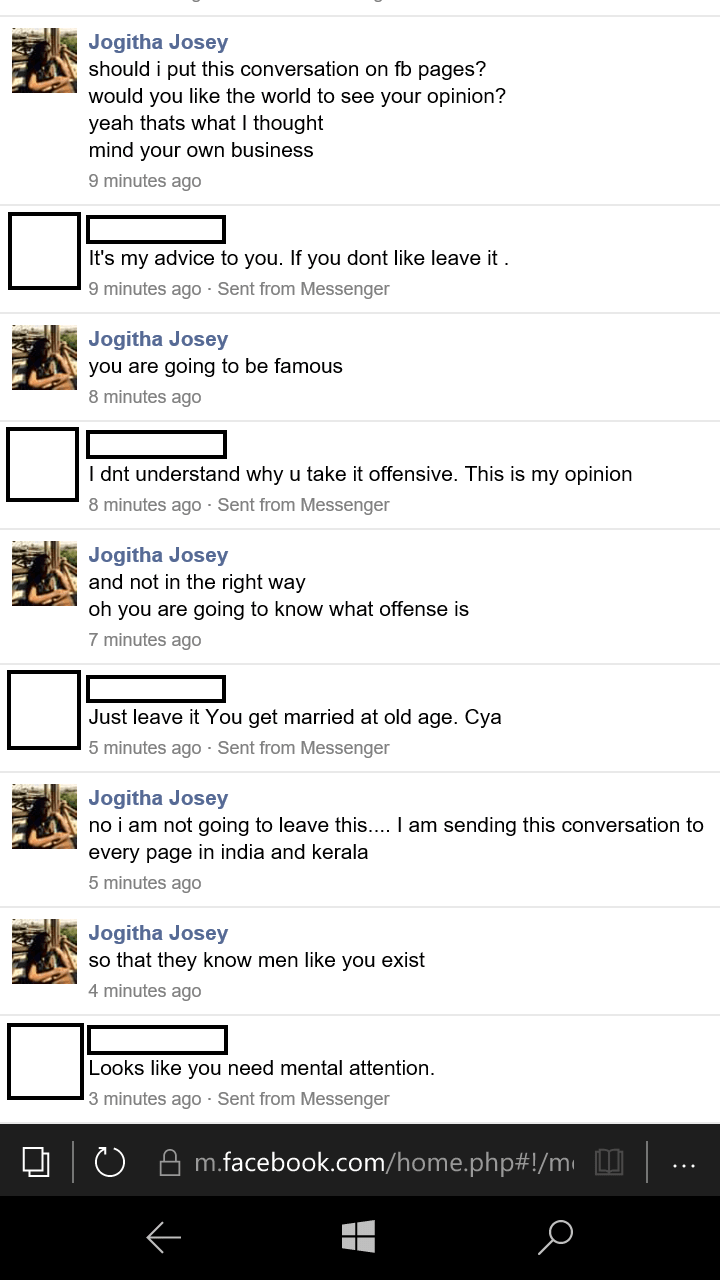 Jogitha Josey
should i put this conversation on fb pages?
would you like the world to see your opinion?
yeah thats what I thought
mind your own business
9 minutes ago
It's my advice to you. If you dont like leave it .
9 minutes ago · Sent from Messenger
Jogitha Josey
you are going to be famous
8 minutes ago
I dnt understand why u take it offensive. This is my opinion
8 minutes ago · Sent from Messenger
Jogitha Josey
and not in the right way
oh you are going to know what offense is
7 minutes ago
Just leave it You get married at old age. Cya
5 minutes ago · Sent from Messenger
Jogitha Josey
no i am not going to leave this.... I am sending this conversation to
every page in india and kerala
5 minutes ago
Jogitha Josey
so that they know men like you exist
4 minutes ago
Looks like you need mental attention.
3 minutes ago · Sent from Messenger
m.facebook.com/home.php#!/m